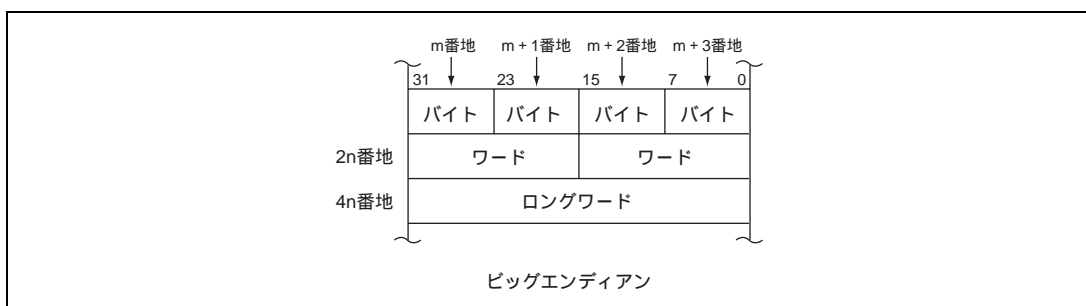 m番地 m + 1番地 m + 2番地 m + 3番地
31 23 15 7 0
バイト バイト バイト バイト
2n番地 ワード ワード
4n番地 ロングワード
ビッグエンディアン